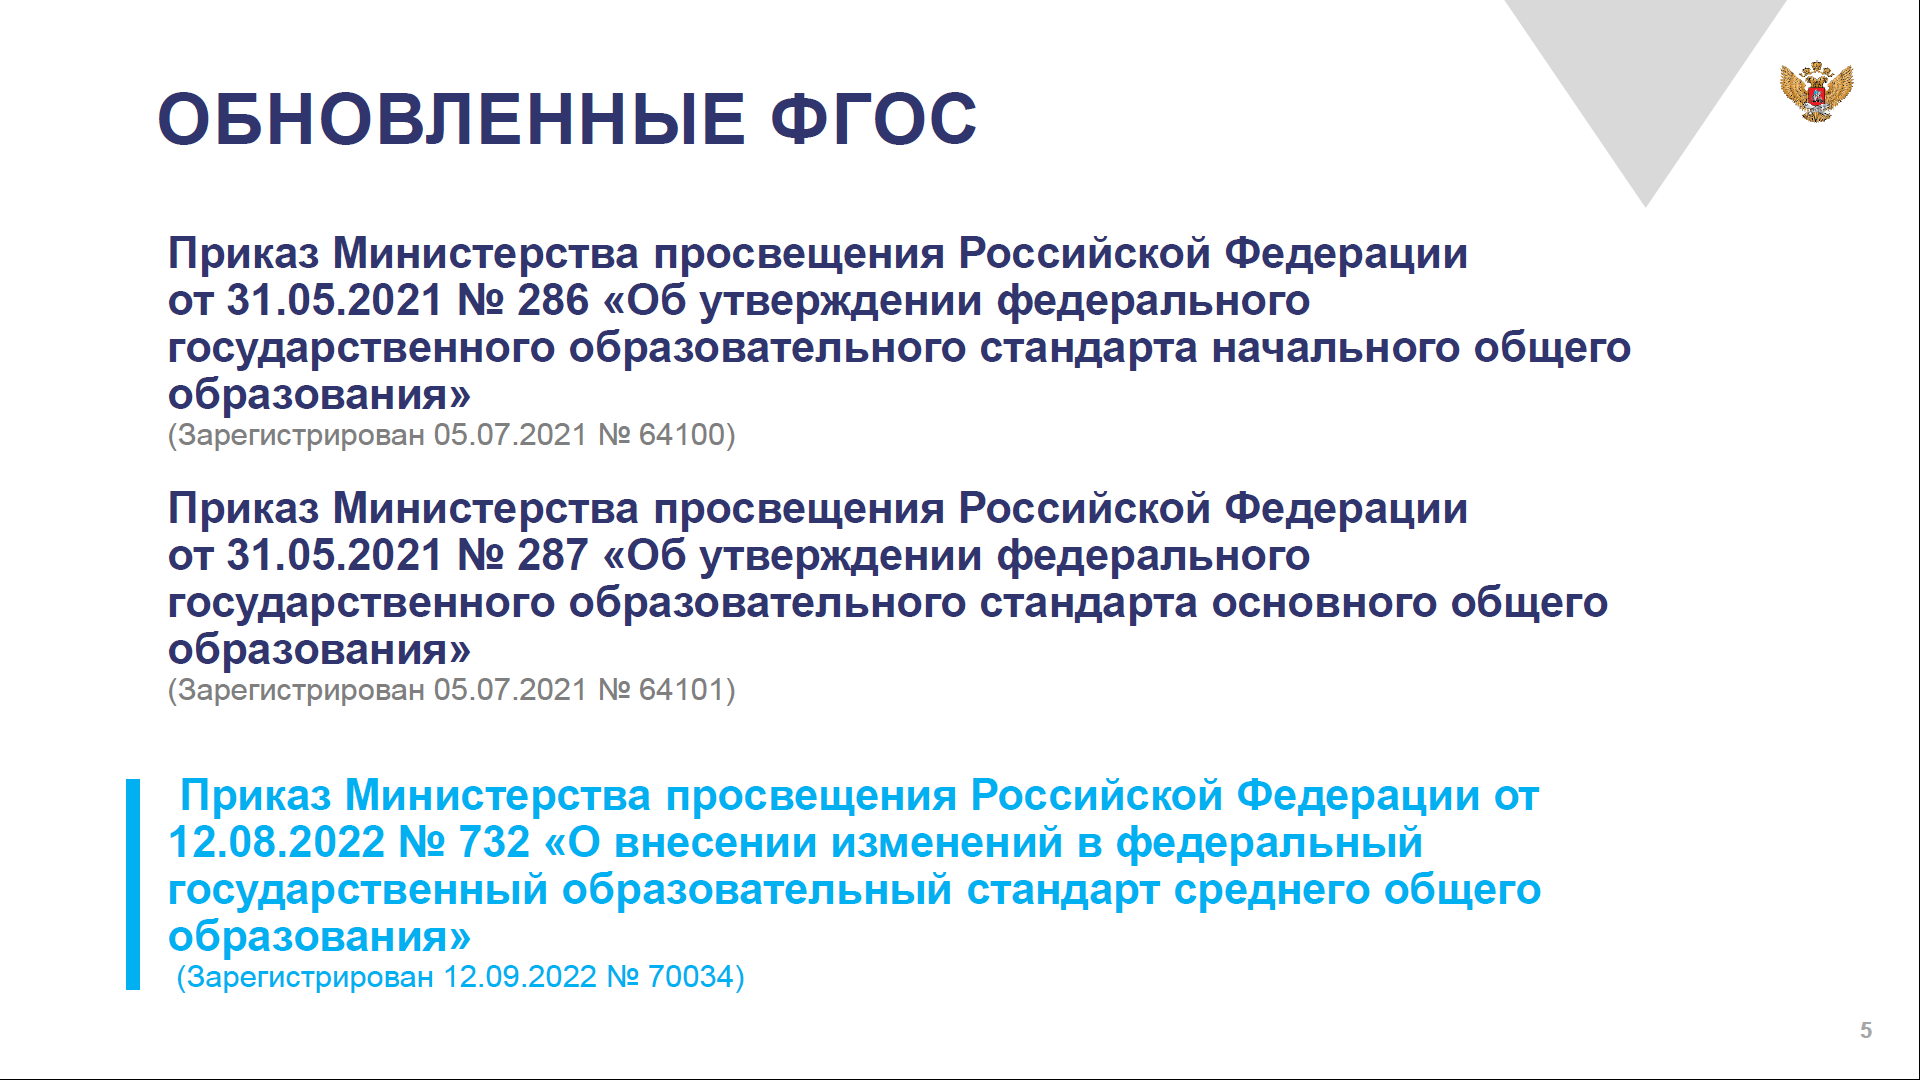 ОБНОВЛЕННЫЕ ФГОС
Приказ Министерства просвещения Российской Федерации
от 31.05.2021 № 286 «Об утверждении федерального
государственного образовательного стандарта начального общего
образования»
(Зарегистрирован 05.07.2021 № 64100)
Приказ Министерства просвещения Российской Федерации
от 31.05.2021 № 287 «Об утверждении федерального
государственного образовательного стандарта основного общего
образования»
(Зарегистрирован 05.07.2021 № 64101)
Приказ Министерства просвещения Российской Федерации от
12.08.2022 № 732 «О внесении изменений в федеральный
государственный образовательный стандарт среднего общего
образования»
(Зарегистрирован 12.09.2022 № 70034)
5